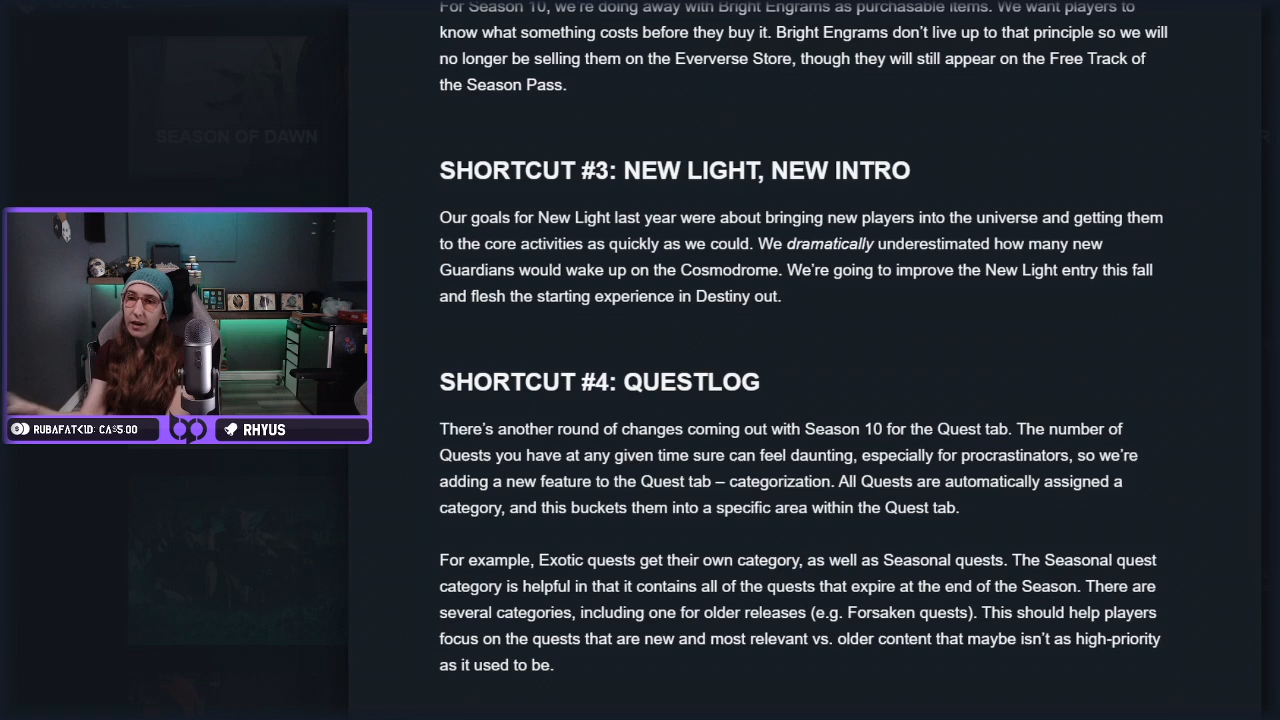 For Season 10, we're doing away with Bright Engrams as purchasable items. We want players to
know what something costs before they buy it. Bright Engrams don't live up to that principle so we will
no longer be selling them on the Eververse Store, though they will still appear on the Free Track of
the Season Pass.
SEASON OF DAWN
SHORTCUT #3: NEW LIGHT, NEW INTRO
Our goals for New Light last year were about bringing new players into the universe and getting them
to the core activities as quickly as we could. We dramatically underestimated how many new
Guardians would wake up on the Cosmodrome. We're going to improve the New Light entry this fall
and flesh the starting experience in Destiny out.
SHORTCUT #4: QUESTLOG
RUBAFATKID: CA$5.00
RHYUS
There's another round of changes coming out with Season 10 for the Quest tab. The number of
Quests you have at any given time sure can feel daunting, especially for procrastinators, so we're
adding a new feature to the Quest tab – categorization. All Quests are automatically assigned a
category, and this buckets them into a specific area within the Quest tab.
For example, Exotic quests get their own category, as well as Seasonal quests. The Seasonal quest
category is helpful in that it contains all of the quests that expire at the end of the Season. There are
several categories, including one for older releases (e.g. Forsaken quests). This should help players
focus on the quests that are new and most relevant vs. older content that maybe isn't as high-priority
as it used to be.